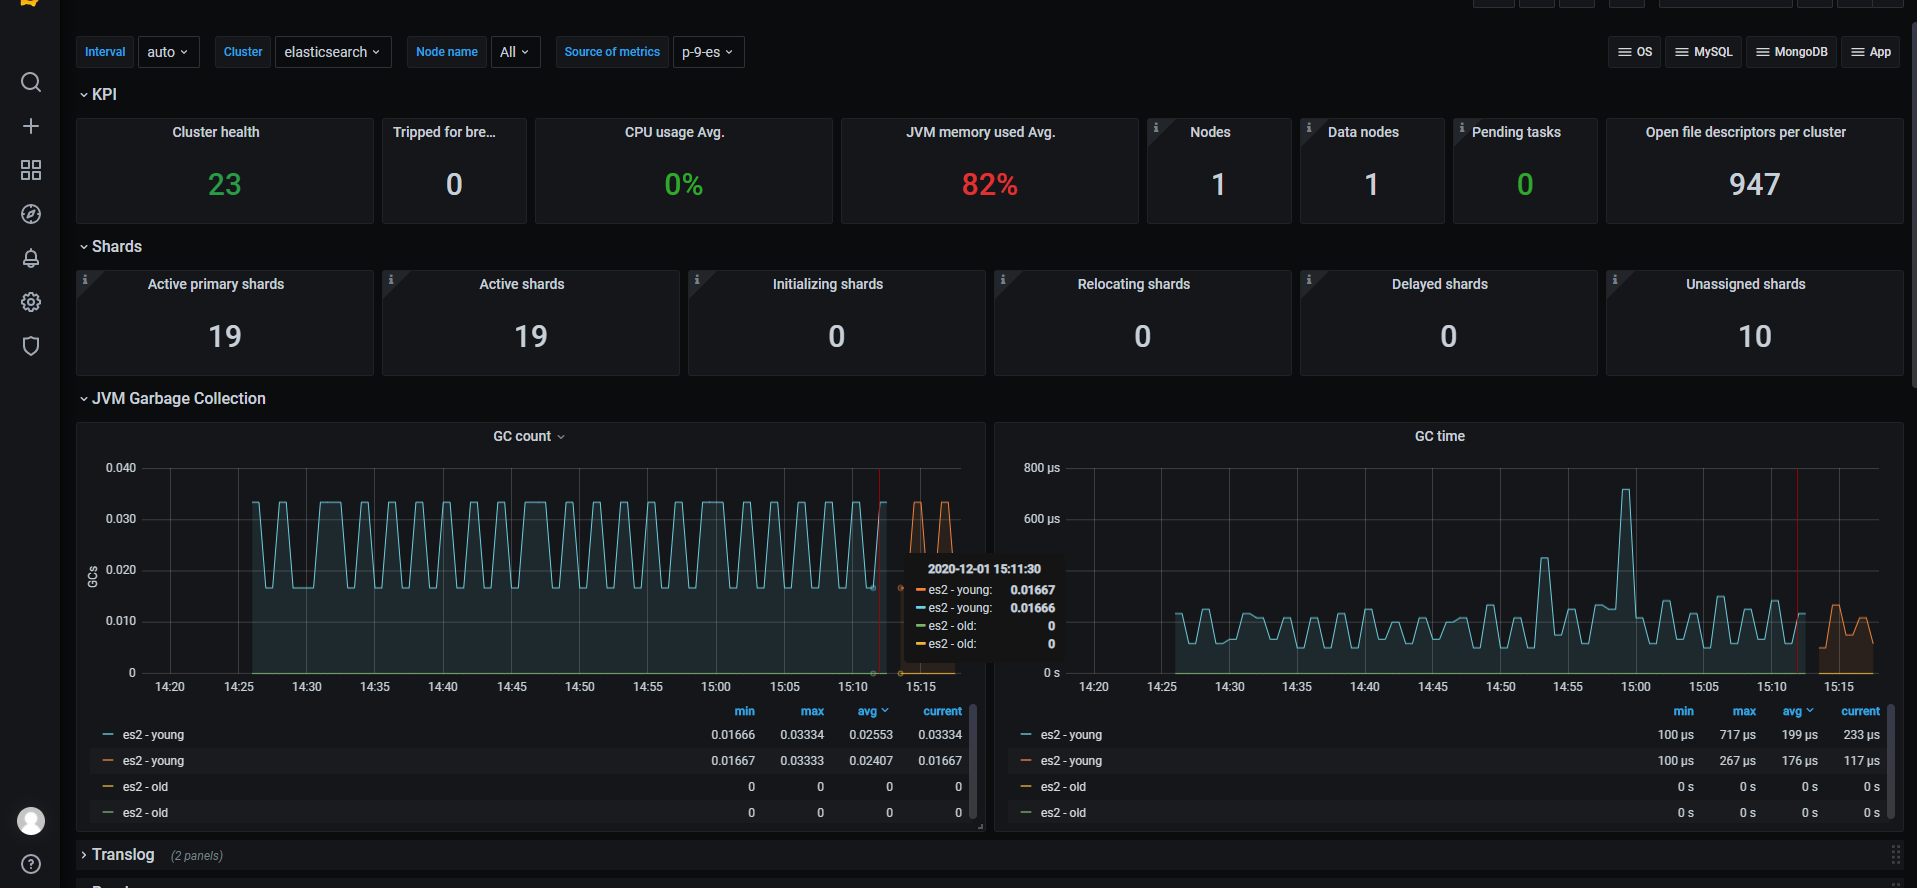 Interval auto Cluster elasticsearch Node name All Source of metrics p-9-es OS MySQL MongoDB App
KPI
Cluster health Tripped for bre... CPU usage Avg. JVM memory used Avg. Nodes Data nodes Pending tasks Open file descriptors per cluster
23 0 0% 82% 1 1 0 947
Shards
Active primary shards Active shards Initializing shards Relocating shards Delayed shards Unassigned shards
19 19 0 0 0 10
JVM Garbage Collection
GC count
GCs
0.040
0.030
0.020
0.010
0
14:20 14:25 14:30 14:35 14:40 14:45 14:50 14:55 15:00 15:05 15:10 15:15
2020-12-01 15:11:30
es2 - young: 0.01667
es2 - young: 0.01666
es2 - old: 0
es2 - old: 0
min max avg current
es2 - young 0.01666 0.03334 0.02553 0.03334
es2 - young 0.01667 0.03333 0.02407 0.01667
es2 - old 0 0 0 0
es2 - old 0 0 0 0
GC time
800 µs
600 µs
0 s
14:20 14:25 14:30 14:35 14:40 14:45 14:50 14:55 15:00 15:05 15:10 15:15
min max avg current
es2 - young 100 µs 717 µs 199 µs 233 µs
es2 - young 100 µs 267 µs 176 µs 117 µs
es2 - old 0 s 0 s 0 s 0 s
es2 - old 0 s 0 s 0 s 0 s
Translog (2 panels)